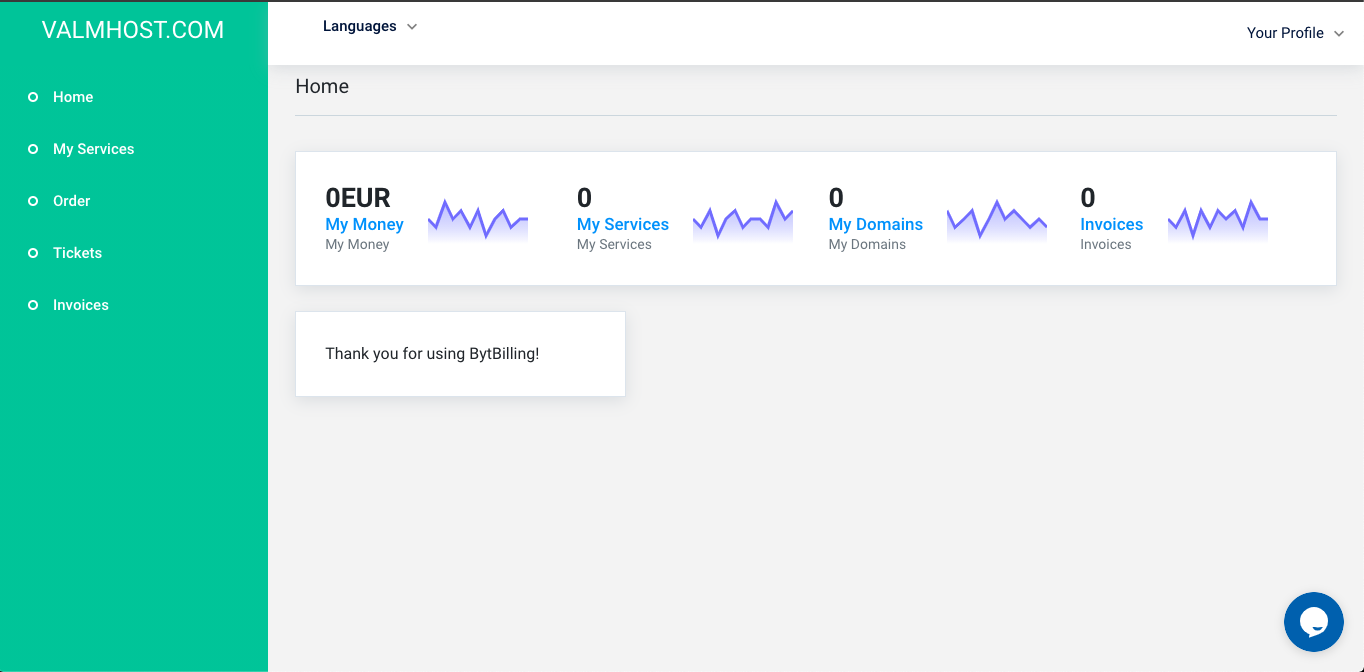 VALMHOST.COM
Languages
Your Profile
Home
My Services
Order
Tickets
Invoices
Home
0EUR
My Money
My Money
0
My Services
My Services
0
My Domains
My Domains
0
Invoices
Invoices
Thank you for using BytBilling!